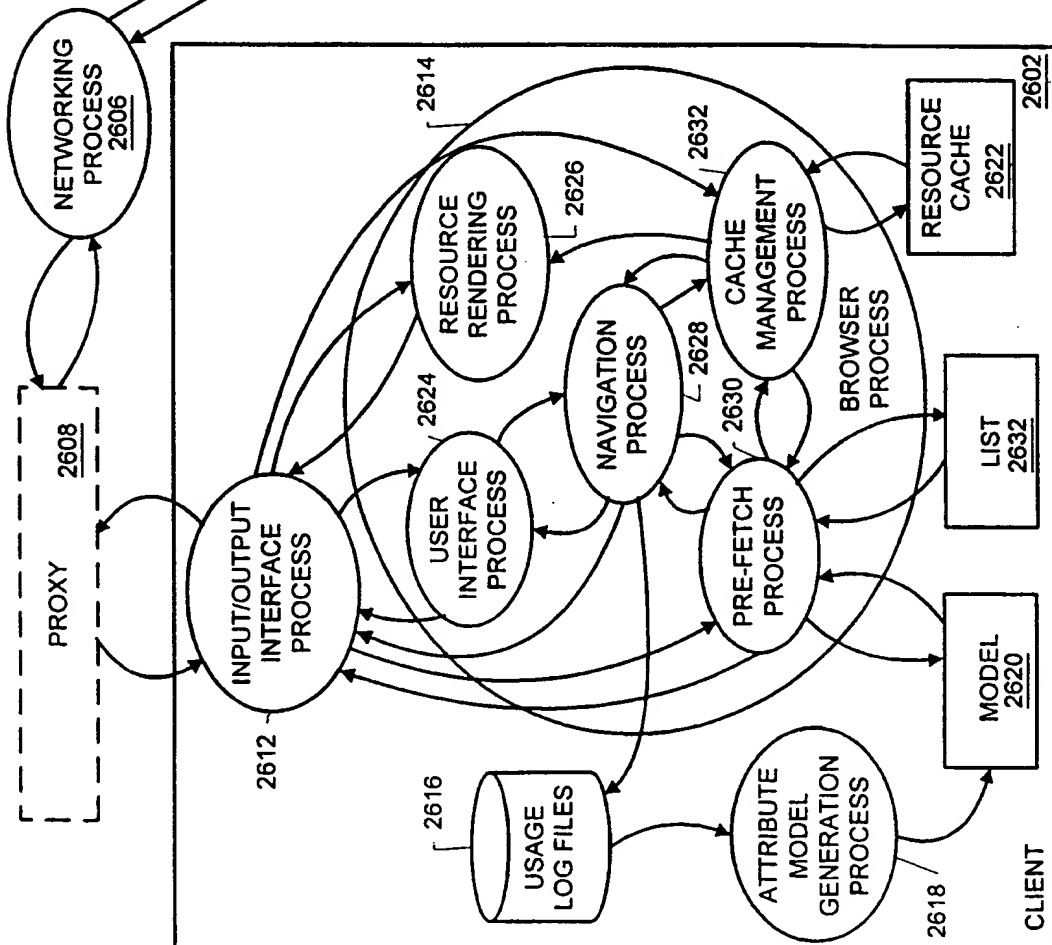 NETWORKING
PROCESS
2606
PROXY
2608
INPUT/OUTPUT
INTERFACE
PROCESS
2612
2614
RESOURCE
RENDERING
PROCESS
2626
2624
USER
INTERFACE
PROCESS
2632
NAVIGATION
PROCESS
2628
CACHE
MANAGEMENT
PROCESS
2630
PRE-FETCH
PROCESS
BROWSER
PROCESS
2616
USAGE
LOG FILES
ATTRIBUTE
MODEL
GENERATION
PROCESS
2618
MODEL
2620
LIST
2632
RESOURCE
CACHE
2622
CLIENT
2602